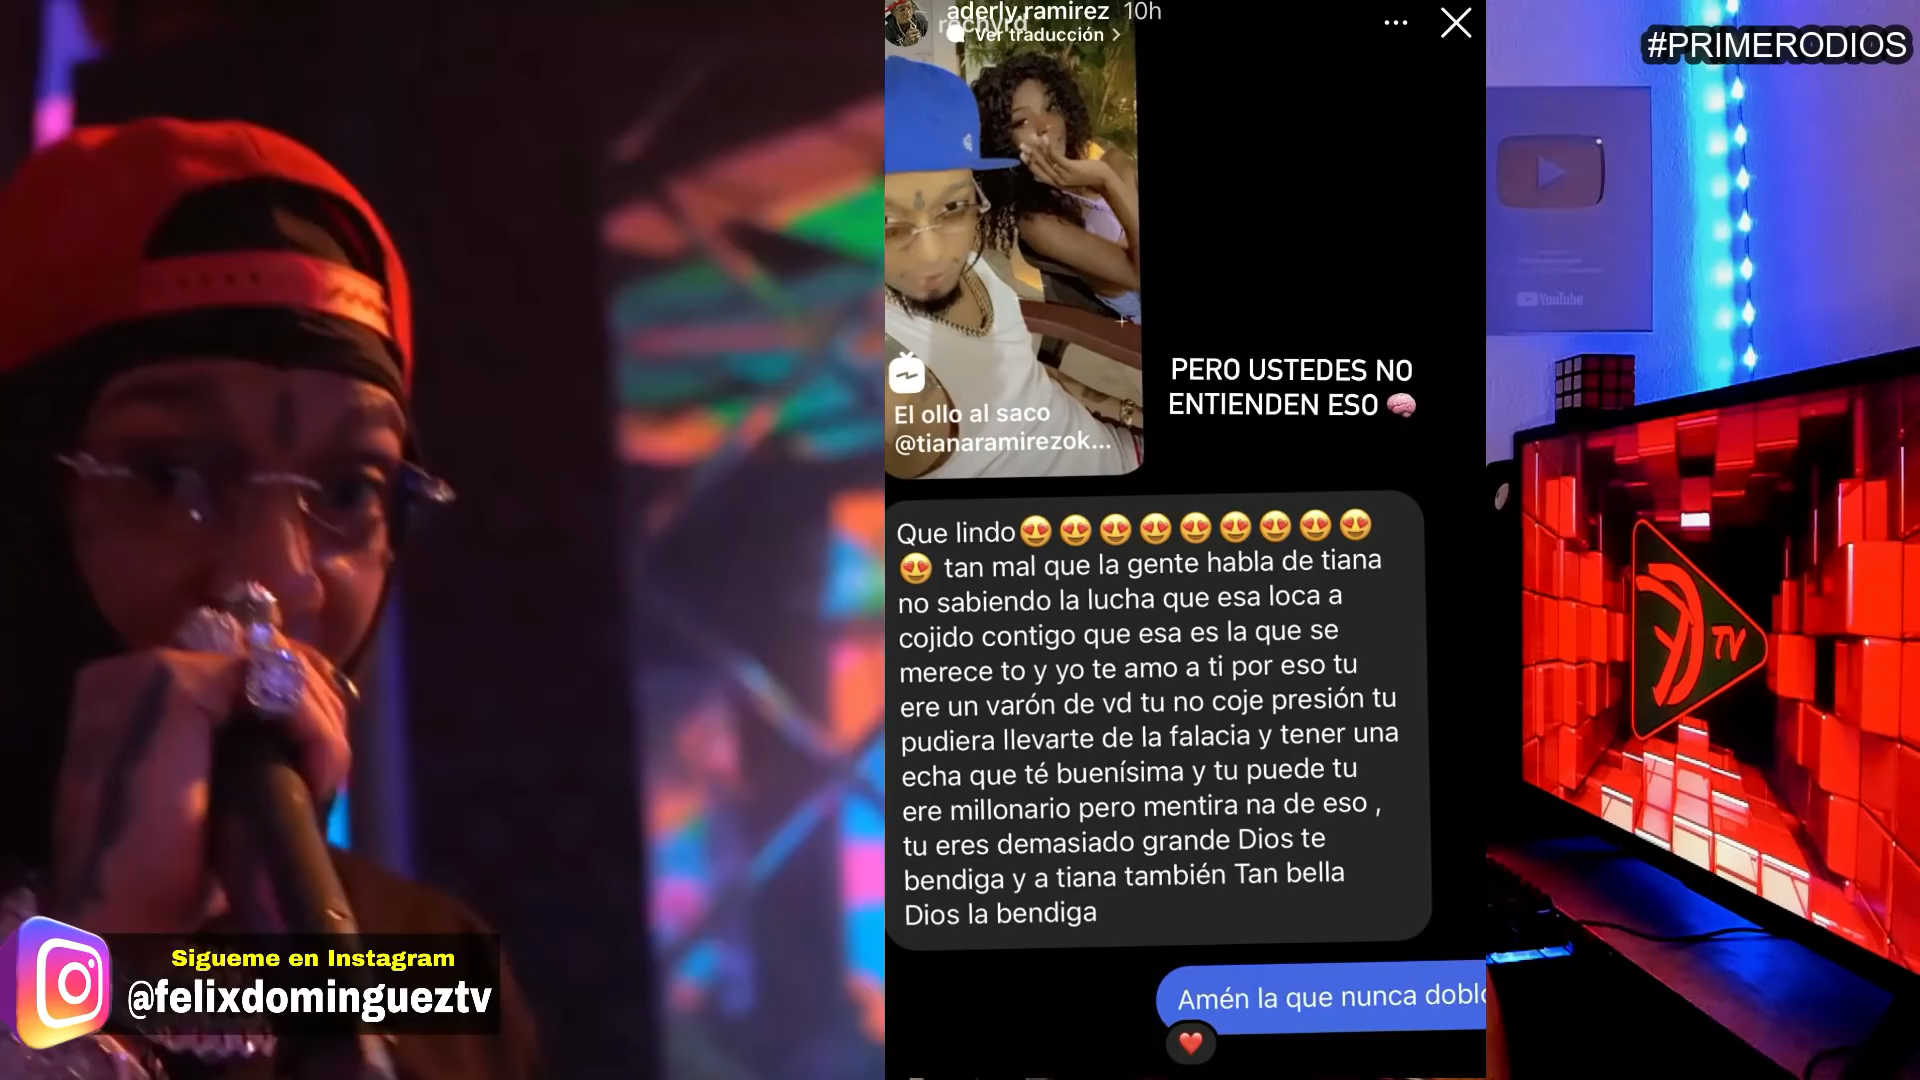 aderly.ramirez 10h
Ver traducción >
#PRIMERODIOS
YouTube
PERO USTEDES NO
ENTIENDEN ESO 🧠
El ollo al saco
@tianaramirezok...
Que lindo😍😍😍😍😍😍😍😍😍
😍 tan mal que la gente habla de tiana
no sabiendo la lucha que esa loca a
cojido contigo que esa es la que se
merece to y yo te amo a ti por eso tu
ere un varón de vd tu no coje presión tu
pudiera llevarte de la falacia y tener una
echa que té buenísima y tu puede tu
ere millonario pero mentira na de eso ,
tu eres demasiado grande Dios te
bendiga y a tiana también Tan bella
Dios la bendiga
Amén la que nunca doblo
❤️
TV
Sigueme en Instagram
@felixdomingueztv